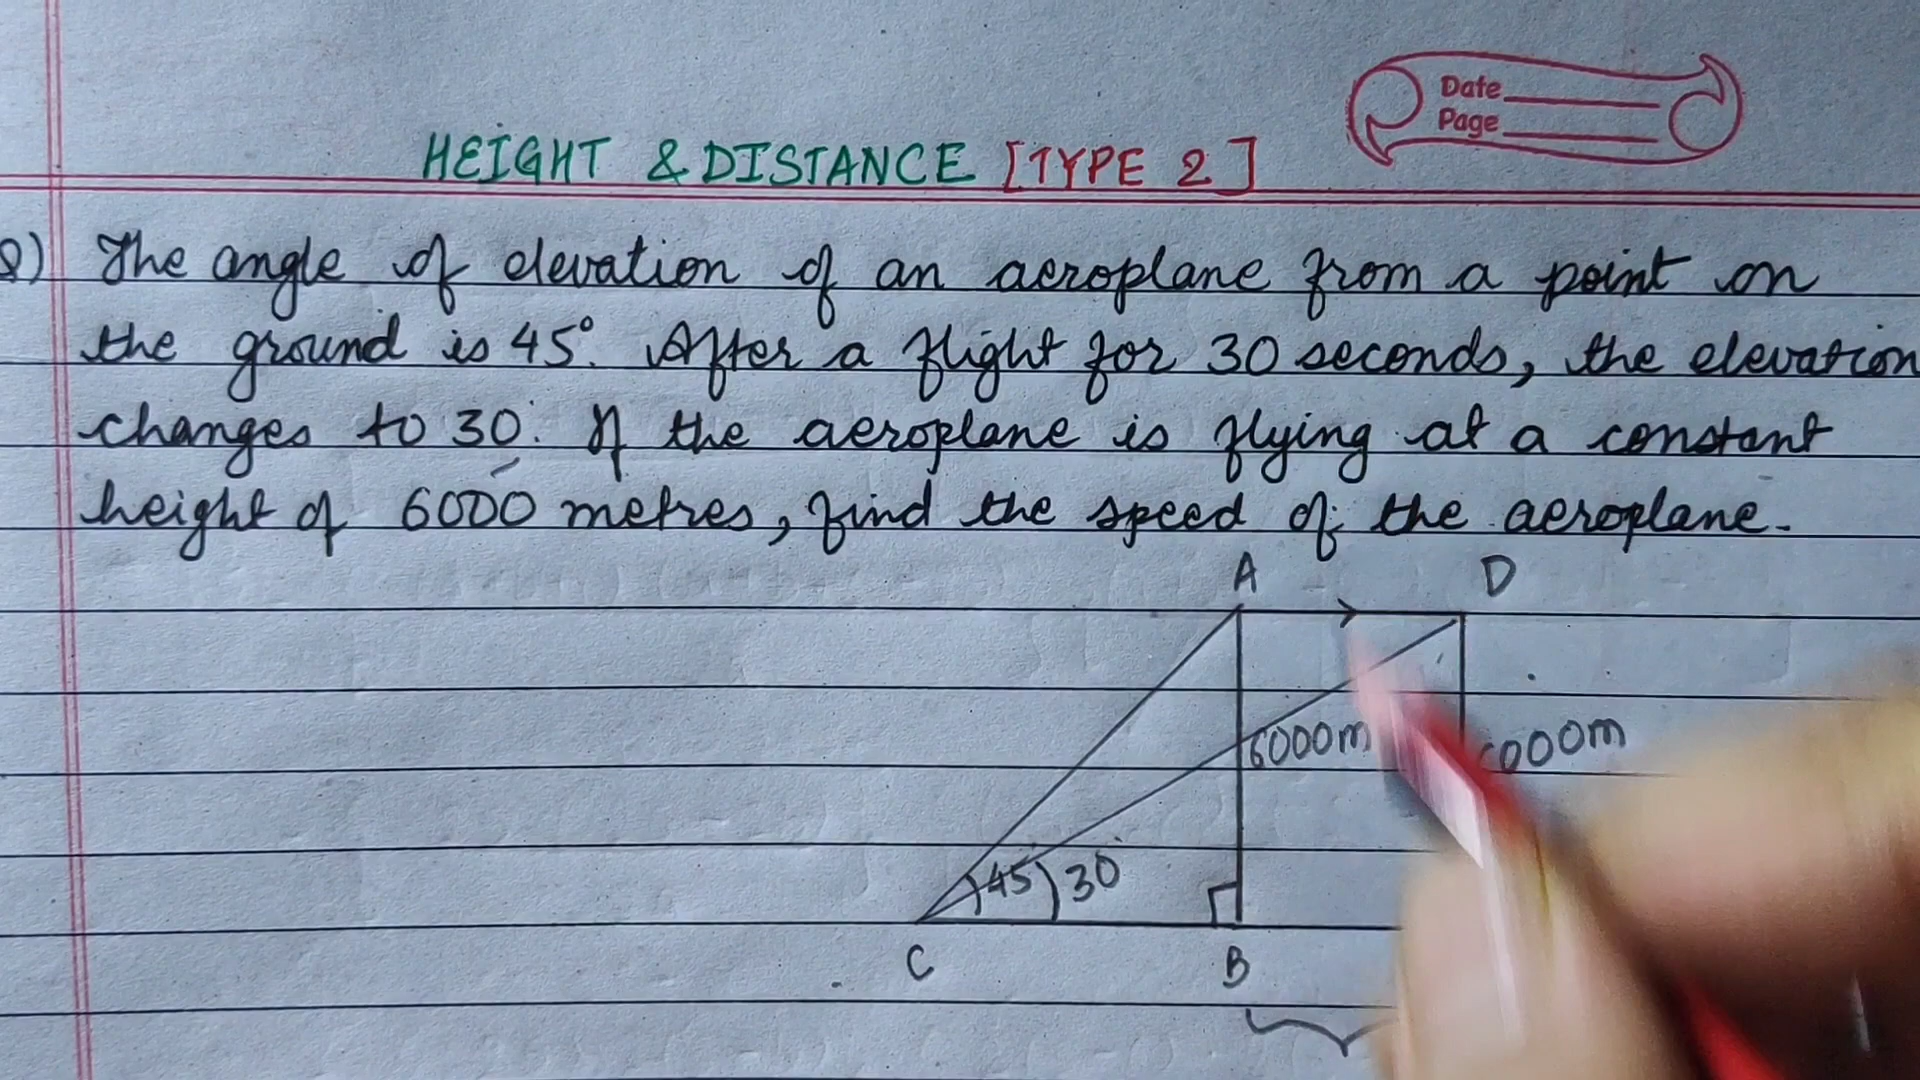 Date
Page
HEIGHT & DISTANCE [TYPE 2]
Q) The angle of elevation of an aeroplane from a point on
the ground is 45°. After a flight for 30 seconds, the elevation
changes to 30°. If the aeroplane is flying at a constant
height of 6000 metres, find the speed of the aeroplane.
A D
6000m 6000m
45 30°
C B